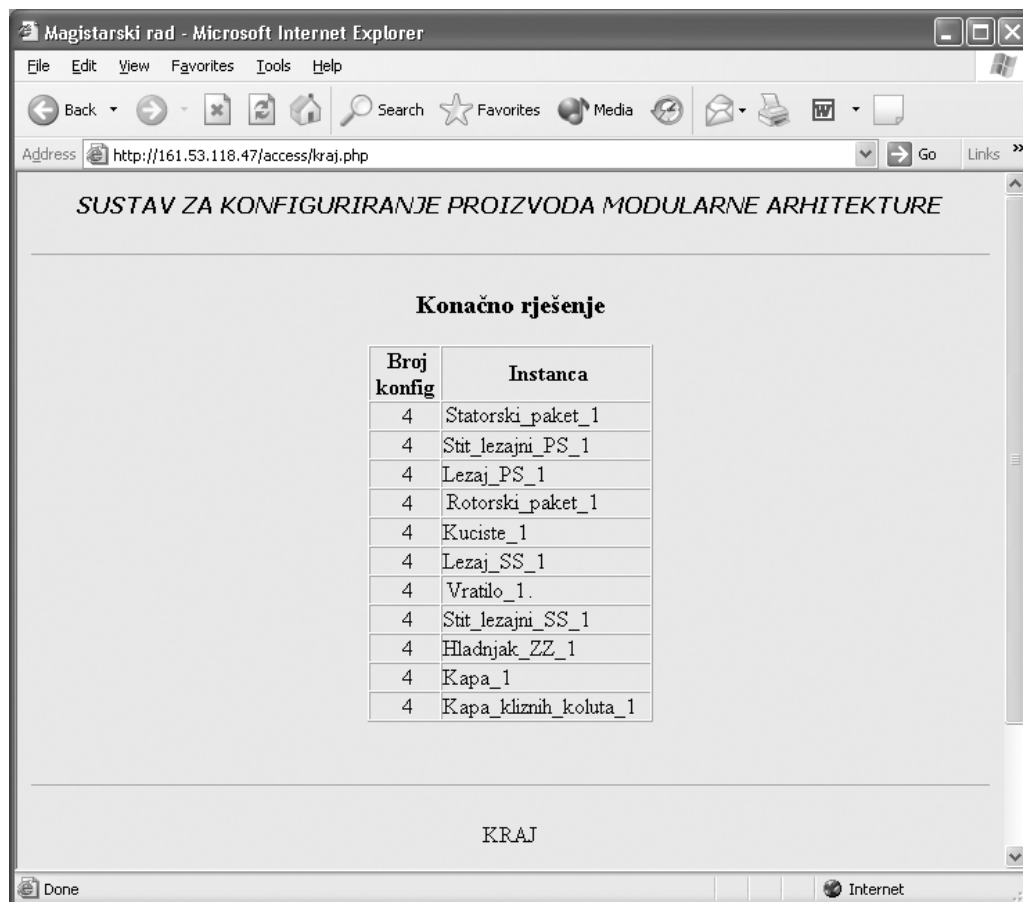 Magistarski rad - Microsoft Internet Explorer
File Edit View Favorites Tools Help
Back Search Favorites Media W
Address http://161.53.118.47/access/kraj.php Go Links »
SUSTAV ZA KONFIGURIRANJE PROIZVODA MODULARNE ARHITEKTURE
Konačno rješenje
Broj konfig Instanca
4 Statorski_paket_1
4 Stit_lezajni_PS_1
4 Lezaj_PS_1
4 Rotorski_paket_1
4 Kuciste_1
4 Lezaj_SS_1
4 Vratilo_1.
4 Stit_lezajni_SS_1
4 Hladnjak_ZZ_1
4 Kapa_1
4 Kapa_kliznih_koluta_1
KRAJ
Done Internet